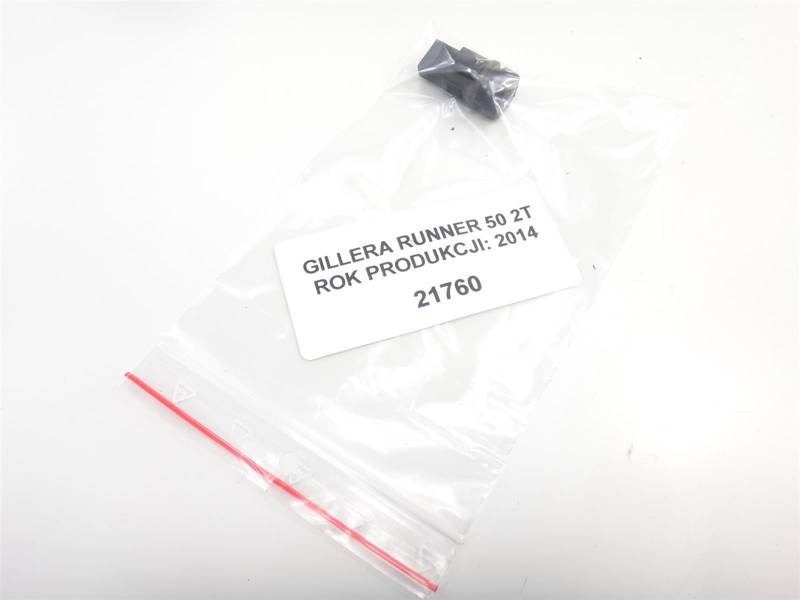 GILLERA RUNNER 50 2T
ROK PRODUKCJI: 2014
21760